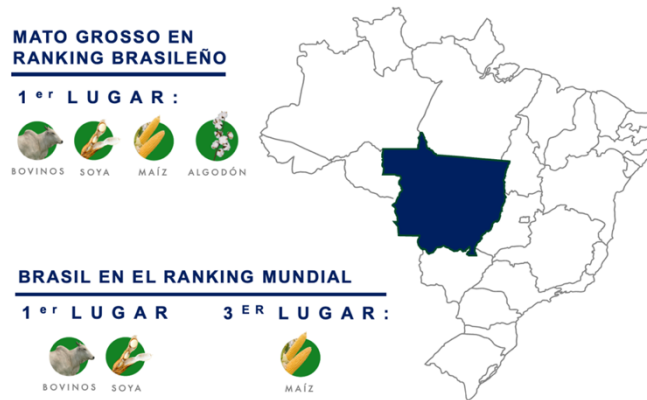 MATO GROSSO EN
RANKING BRASILEÑO
1er LUGAR:
BOVINOS SOYA MAÍZ ALGODÓN
BRASIL EN EL RANKING MUNDIAL
1er LUGAR 3ER LUGAR:
BOVINOS SOYA MAÍZ